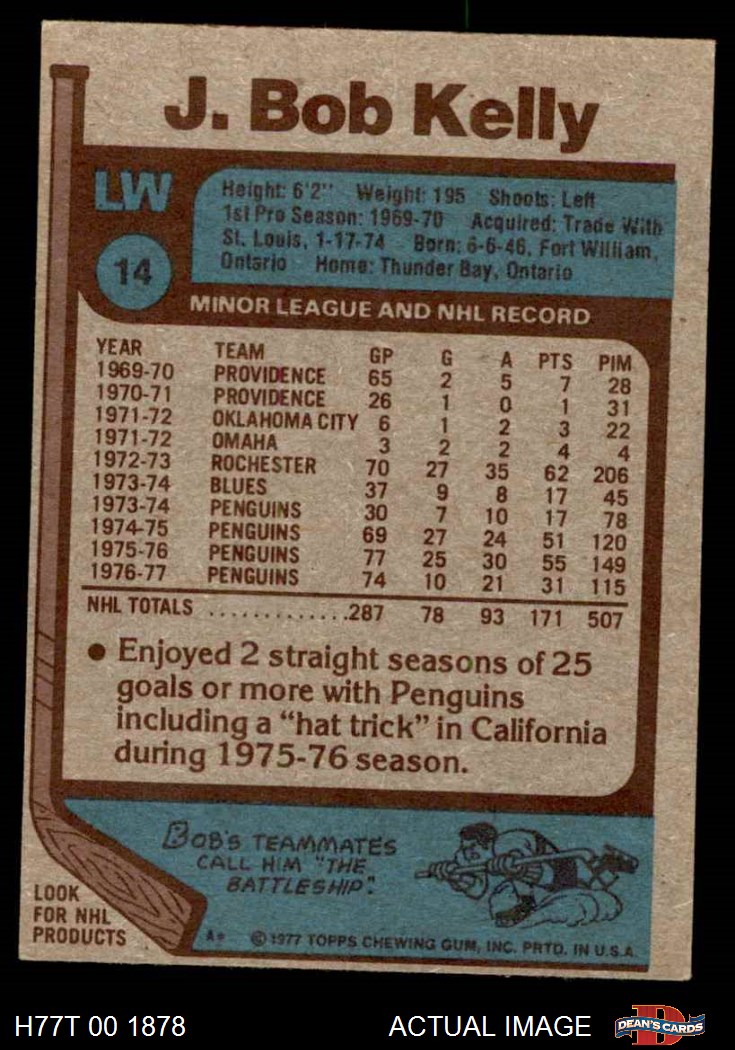 J. Bob Kelly
LW
14
Height: 6'2" Weight: 195 Shoots: Left
1st Pro Season: 1969-70 Acquired: Trade With
St. Louis, 1-17-74 Born: 6-6-46, Fort William,
Ontario Home: Thunder Bay, Ontario
MINOR LEAGUE AND NHL RECORD
YEAR TEAM GP G A PTS PIM
1969-70 PROVIDENCE 65 2 5 7 28
1970-71 PROVIDENCE 26 1 0 1 31
1971-72 OKLAHOMA CITY 6 1 2 3 22
1971-72 OMAHA 3 2 2 4 4
1972-73 ROCHESTER 70 27 35 62 206
1973-74 BLUES 37 9 8 17 45
1973-74 PENGUINS 30 7 10 17 78
1974-75 PENGUINS 69 27 24 51 120
1975-76 PENGUINS 77 25 30 55 149
1976-77 PENGUINS 74 10 21 31 115
NHL TOTALS .............287 78 93 171 507
• Enjoyed 2 straight seasons of 25
goals or more with Penguins
including a "hat trick" in California
during 1975-76 season.
BOB'S TEAMMATES
CALL HIM "THE
BATTLESHIP".
LOOK
FOR NHL
PRODUCTS
A* © 1977 TOPPS CHEWING GUM, INC. PRTD. IN U.S.A.
H77T 00 1878 ACTUAL IMAGE
D
DEAN'S CARDS